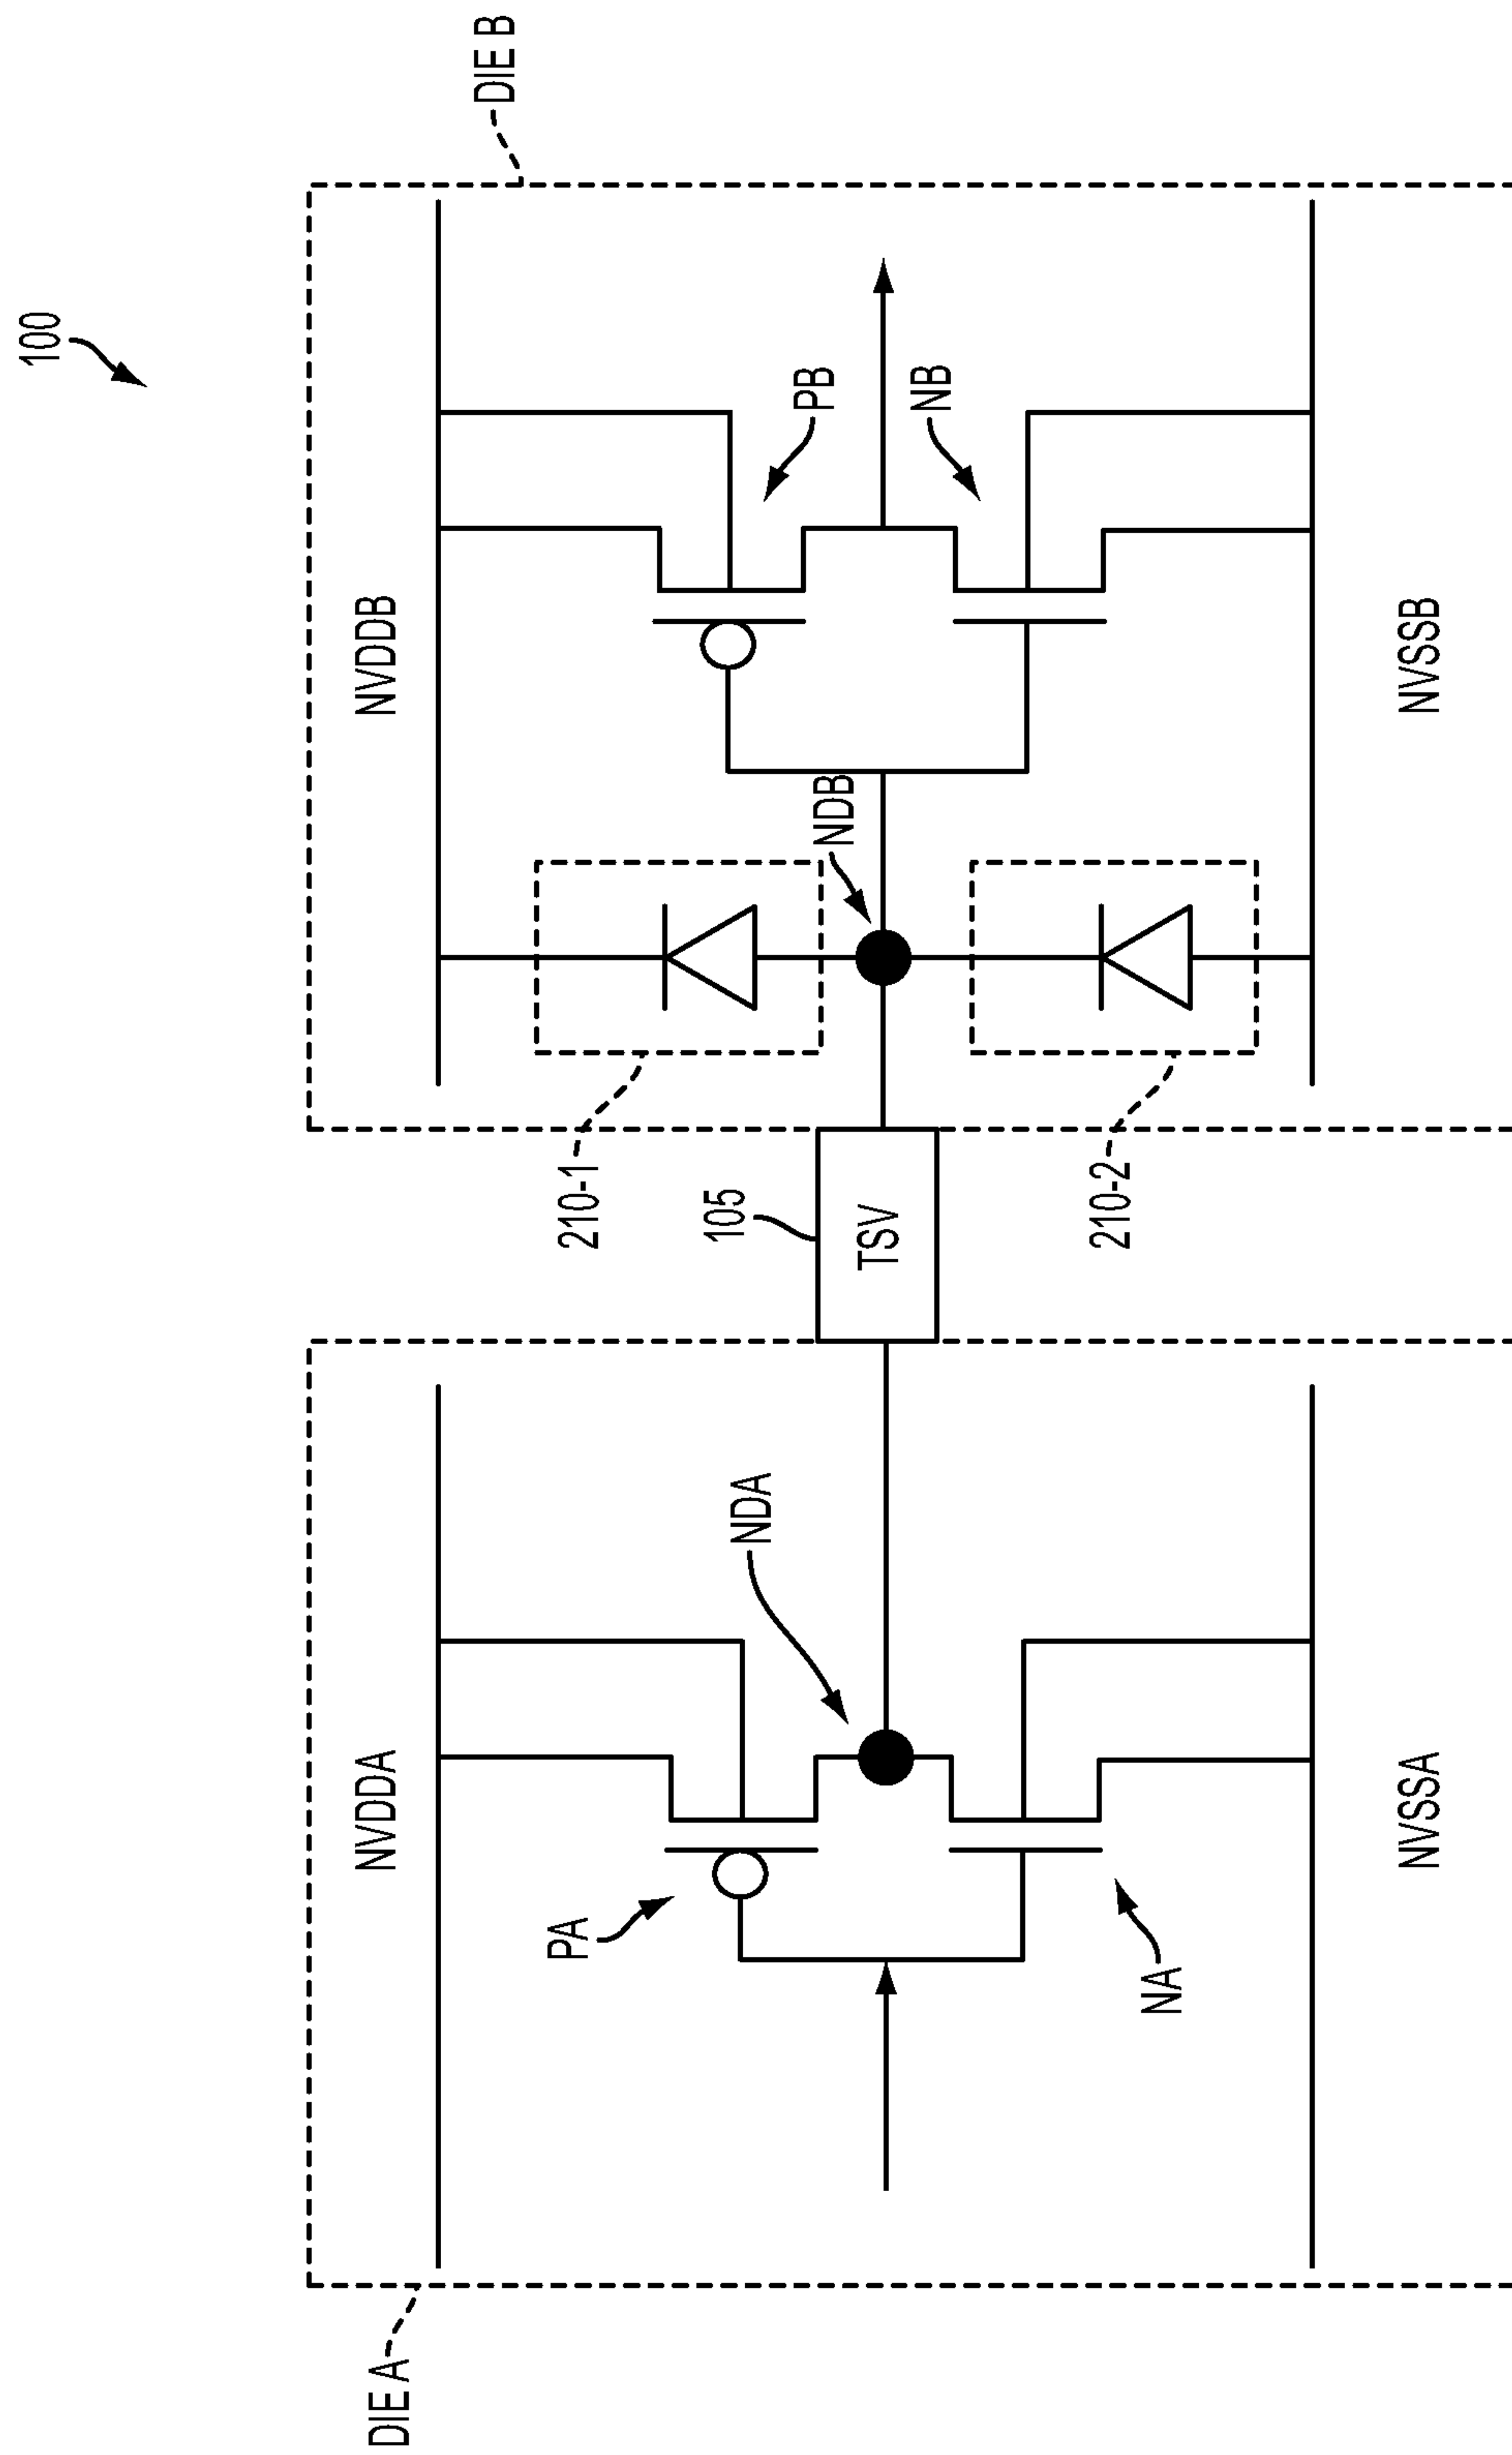 100
DIE A
DIE B
NVDDA
NVDDB
PA
NDA
210-1
105
TSV
NDB
PB
NB
NA
210-2
NVSSA
NVSSB